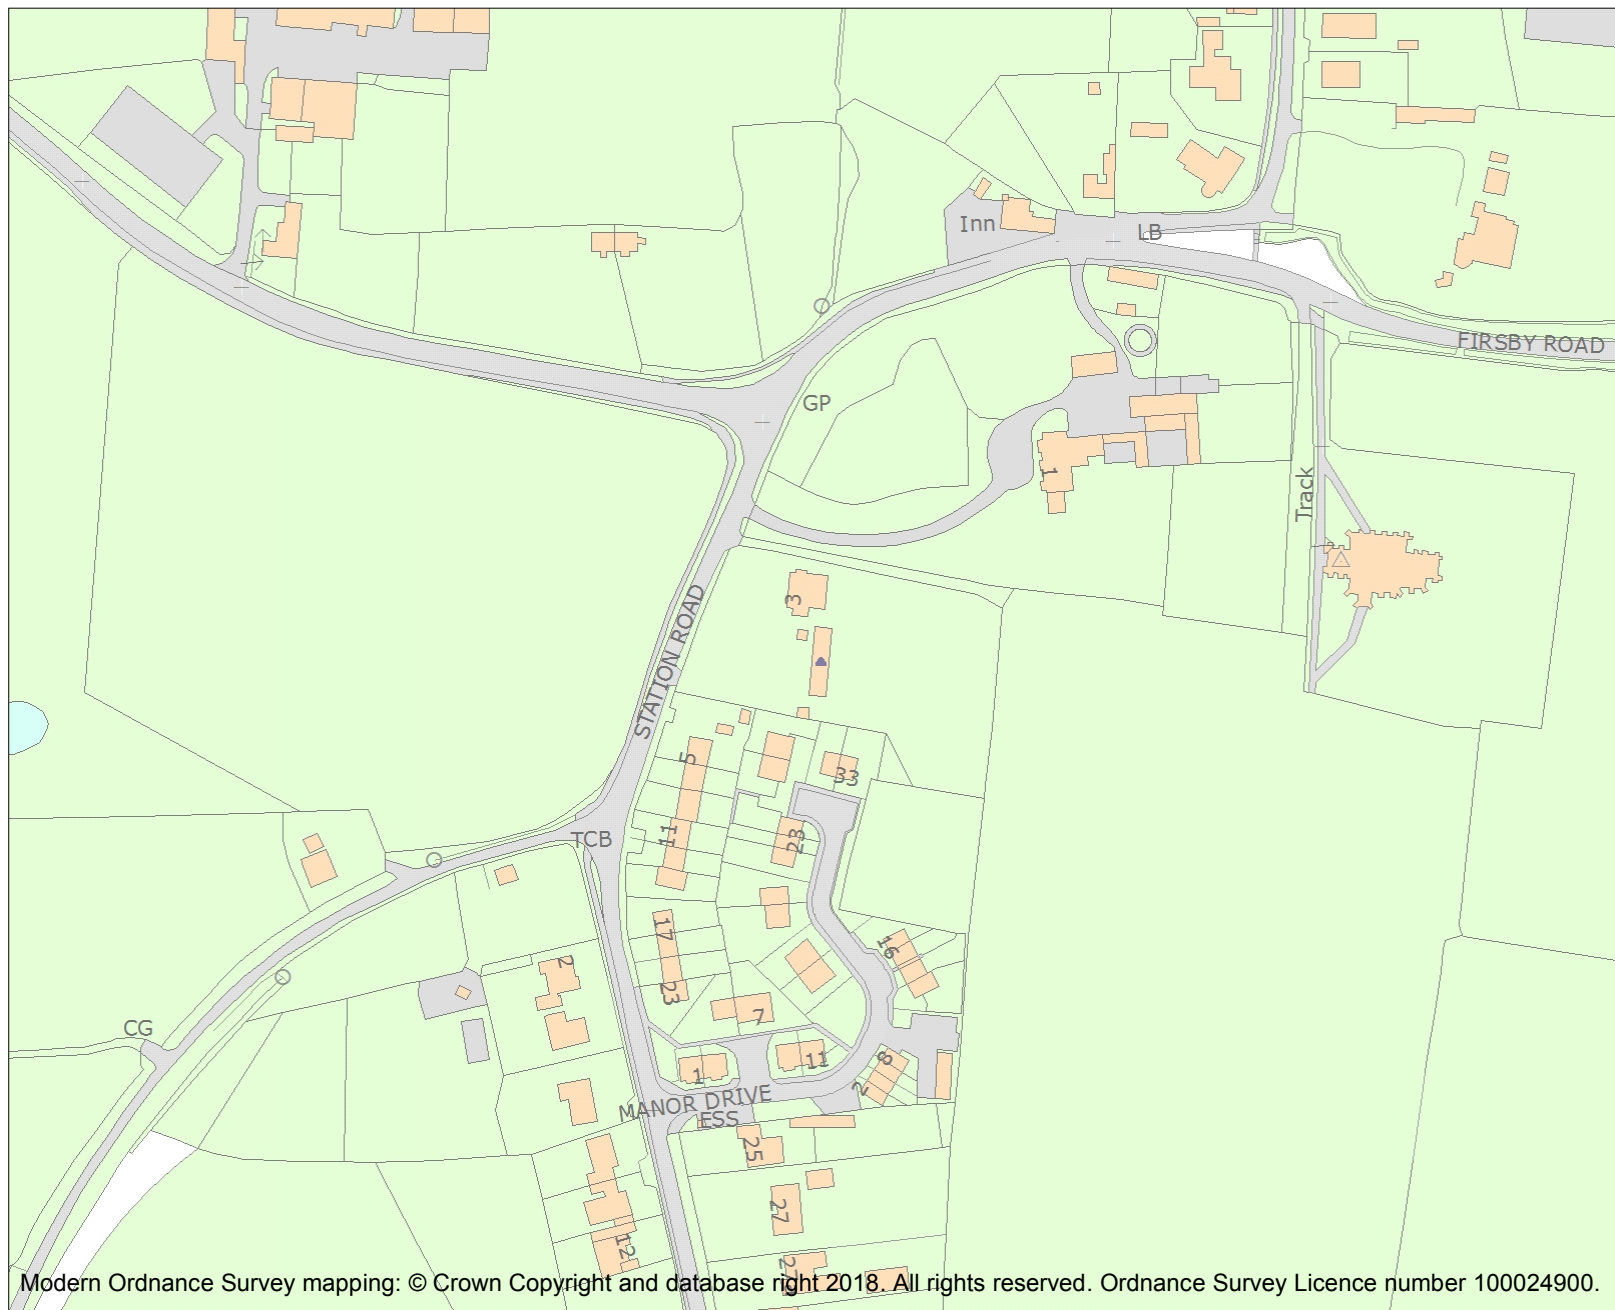 Inn
LB
FIRSBY ROAD
GP
1
Track
3
STATION ROAD
5
33
11
TCB
23
17
16
2
23
7
CG
11
8
1
2
MANOR DRIVE
ESS
25
27
12
Modern Ordnance Survey mapping: © Crown Copyright and database right 2018. All rights reserved. Ordnance Survey Licence number 100024900.